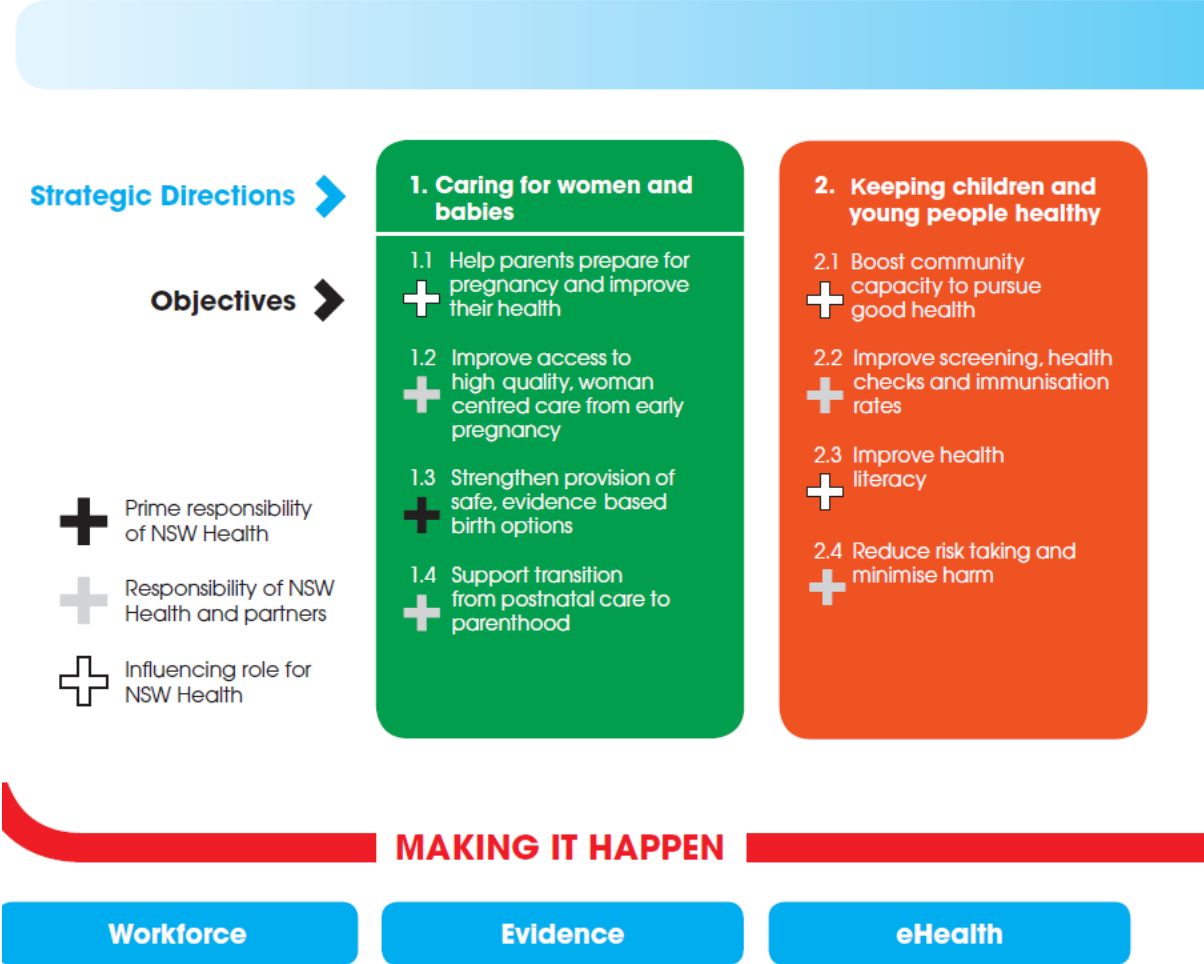 Strategic Directions
Objectives
Prime responsibility
of NSW Health
Responsibility of NSW
Health and partners
Influencing role for
NSW Health
1. Caring for women and
babies
1.1 Help parents prepare for
pregnancy and improve
their health
1.2 Improve access to
high quality, woman
centred care from early
pregnancy
1.3 Strengthen provision of
safe, evidence based
birth options
1.4 Support transition
from postnatal care to
parenthood
2. Keeping children and
young people healthy
2.1 Boost community
capacity to pursue
good health
2.2 Improve screening, health
checks and immunisation
rates
2.3 Improve health
literacy
2.4 Reduce risk taking and
minimise harm
MAKING IT HAPPEN
Workforce
Evidence
eHealth